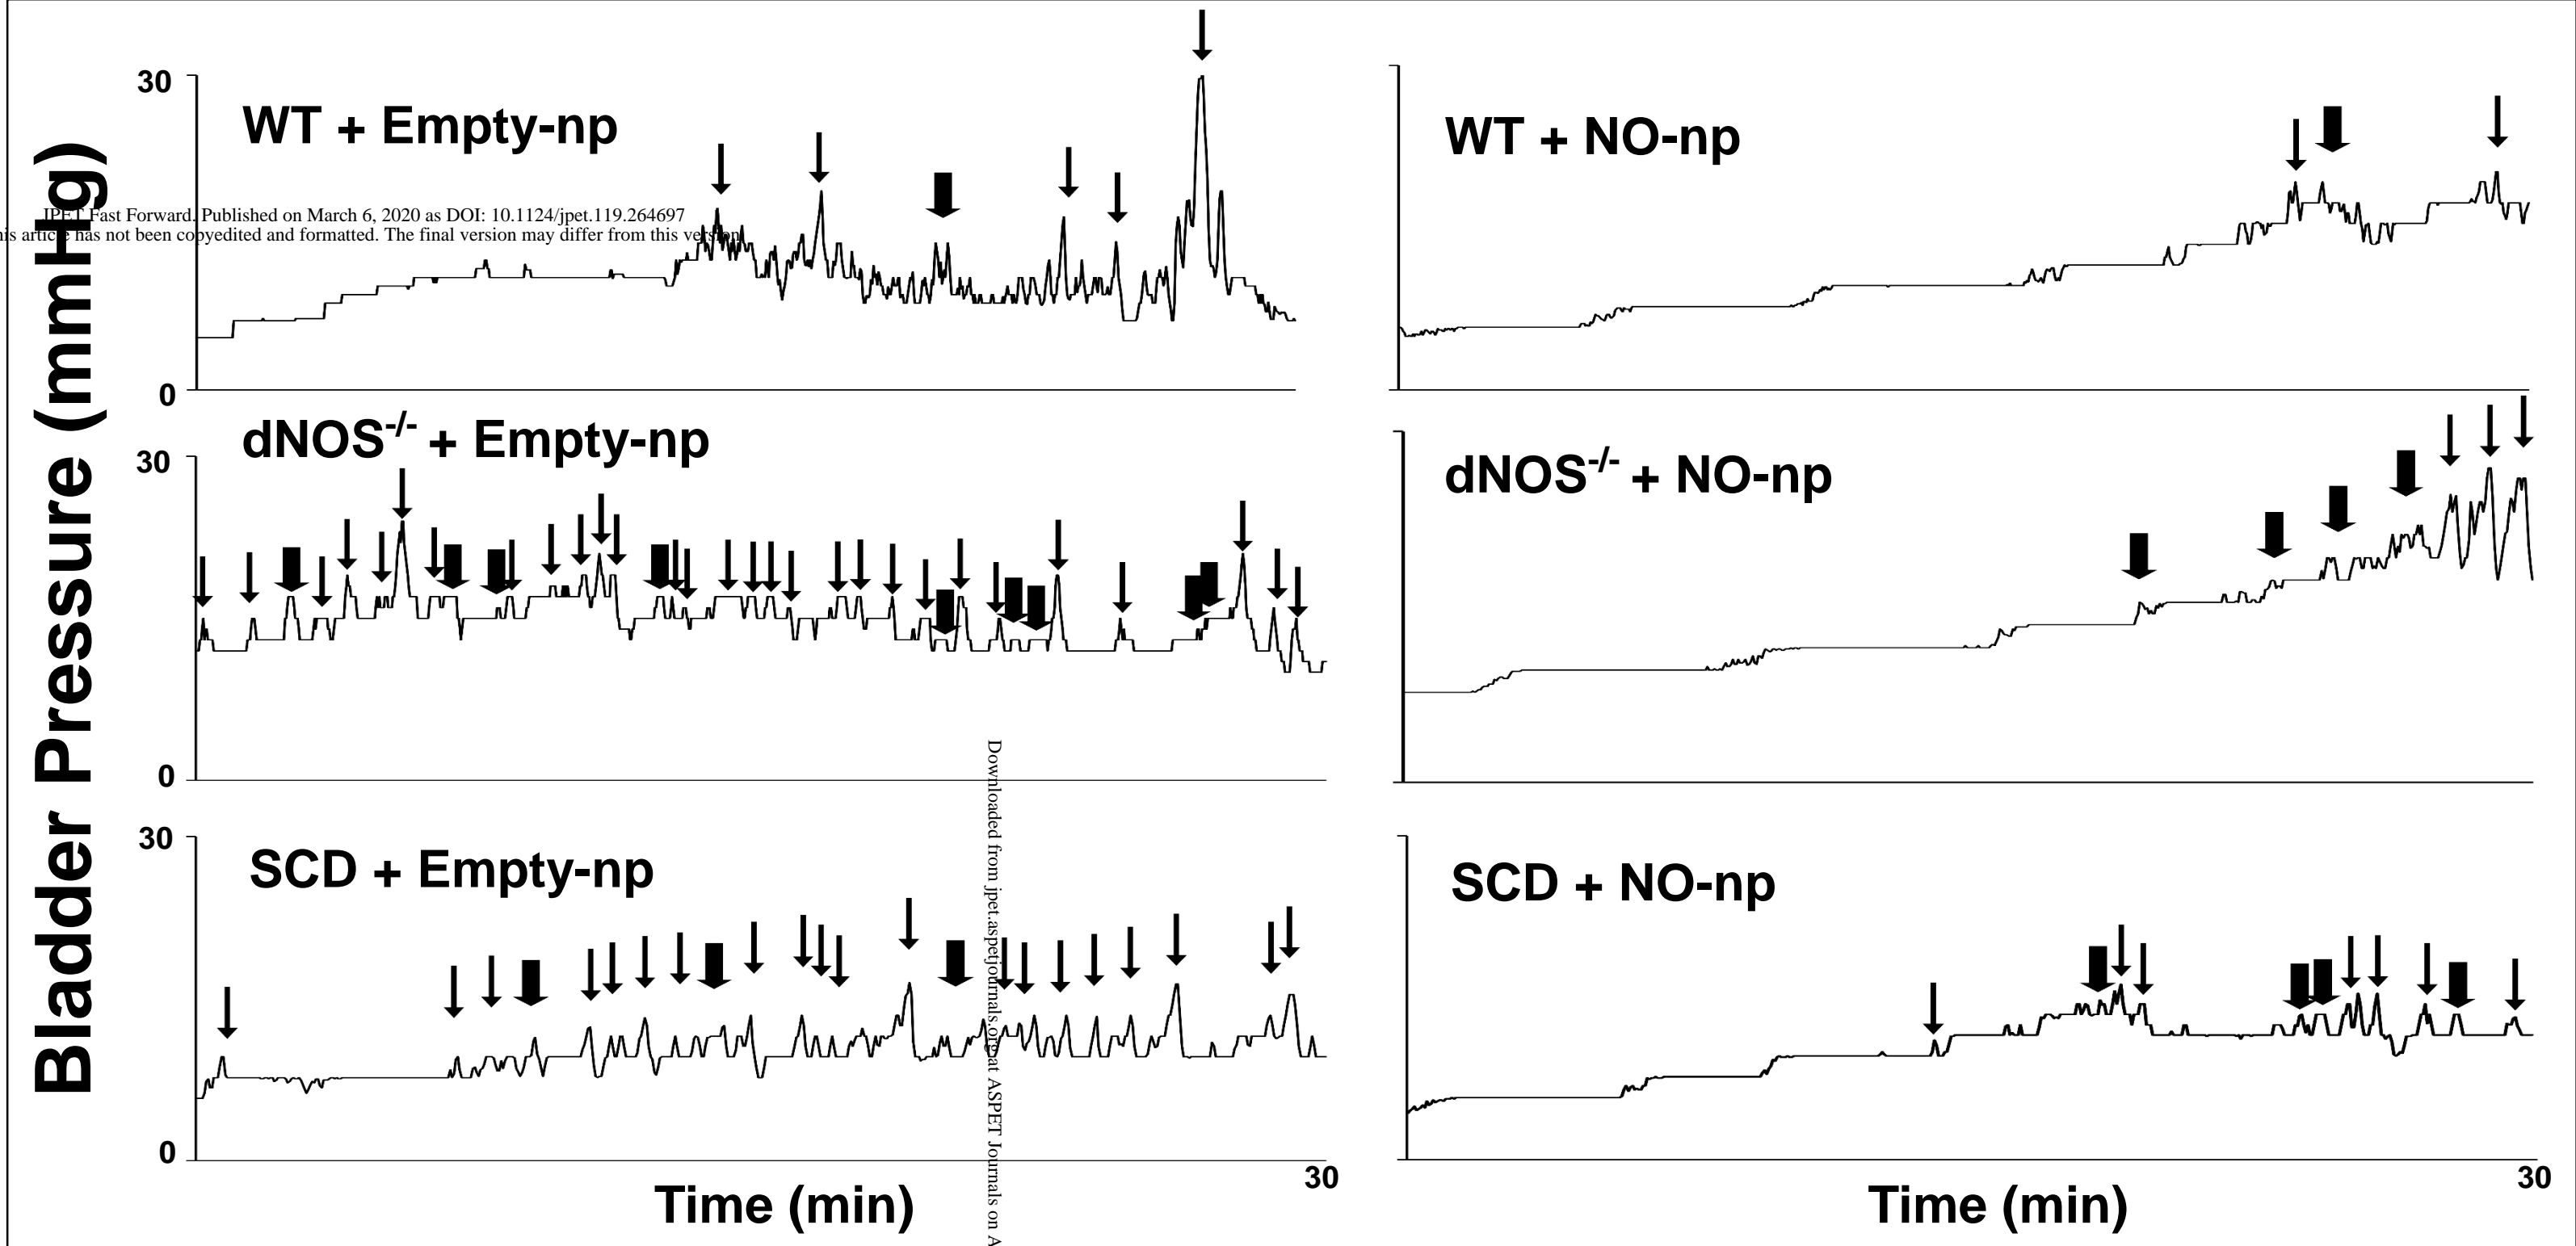 30
WT + Empty-np
WT + NO-np
JPET Fast Forward. Published on March 6, 2020 as DOI: 10.1124/jpet.119.264697
article has not been copyedited and formatted. The final version may differ from this version.
0
Bladder Pressure (mmHg)
dNOS-/- + Empty-np
dNOS-/- + NO-np
30
0
30
SCD + Empty-np
SCD + NO-np
0
Downloaded from jpet.aspetjournals.org at ASPET Journals on
30
30
Time (min)
Time (min)